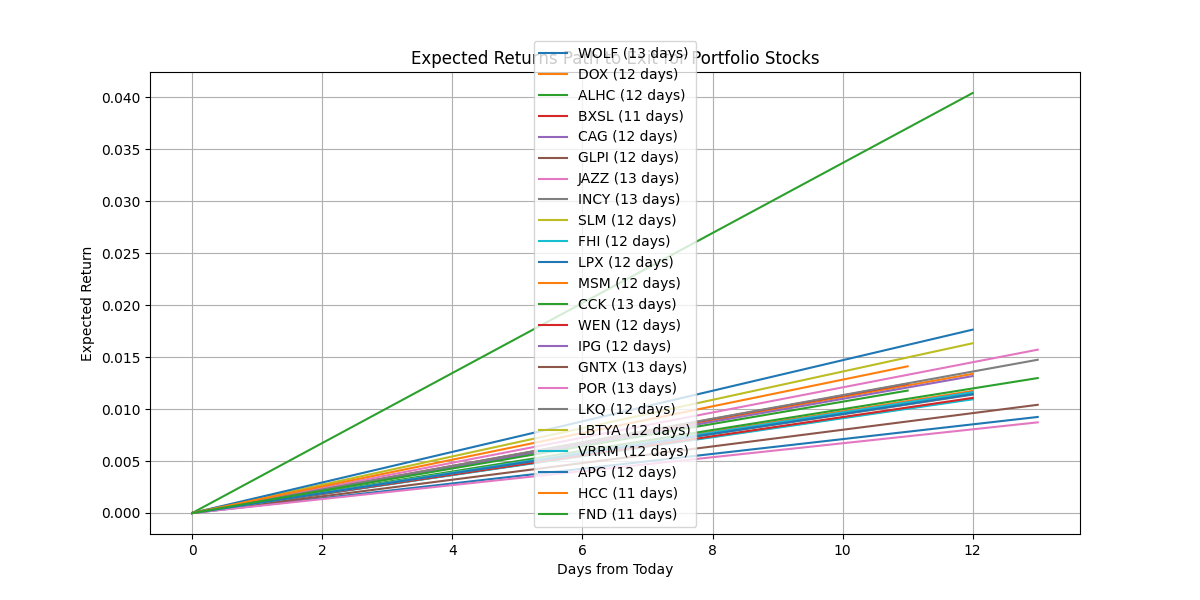 Expected Returns Path to Exit for Portfolio Stocks
WOLF (13 days)
DOX (12 days)
ALHC (12 days)
BXSL (11 days)
CAG (12 days)
GLPI (12 days)
JAZZ (13 days)
INCY (13 days)
SLM (12 days)
FHI (12 days)
LPX (12 days)
MSM (12 days)
CCK (13 days)
WEN (12 days)
IPG (12 days)
GNTX (13 days)
POR (13 days)
LKQ (12 days)
LBTYA (12 days)
VRRM (12 days)
APG (12 days)
HCC (11 days)
FND (11 days)
Expected Return
0.040
0.035
0.030
0.025
0.020
0.015
0.010
0.005
0.000
0 2 4 6 8 10 12
Days from Today